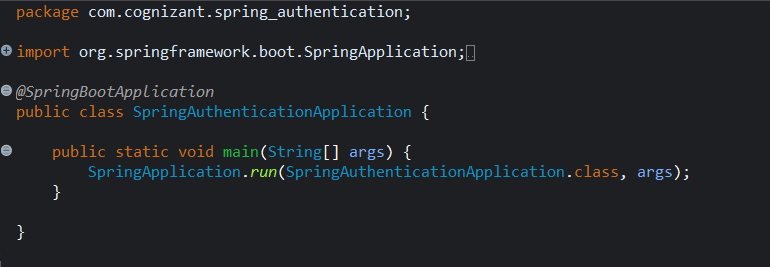 package com.cognizant.spring_authentication;
import org.springframework.boot.SpringApplication;
@SpringBootApplication
public class SpringAuthenticationApplication {
public static void main(String[] args) {
SpringApplication.run(SpringAuthenticationApplication.class, args);
}
}